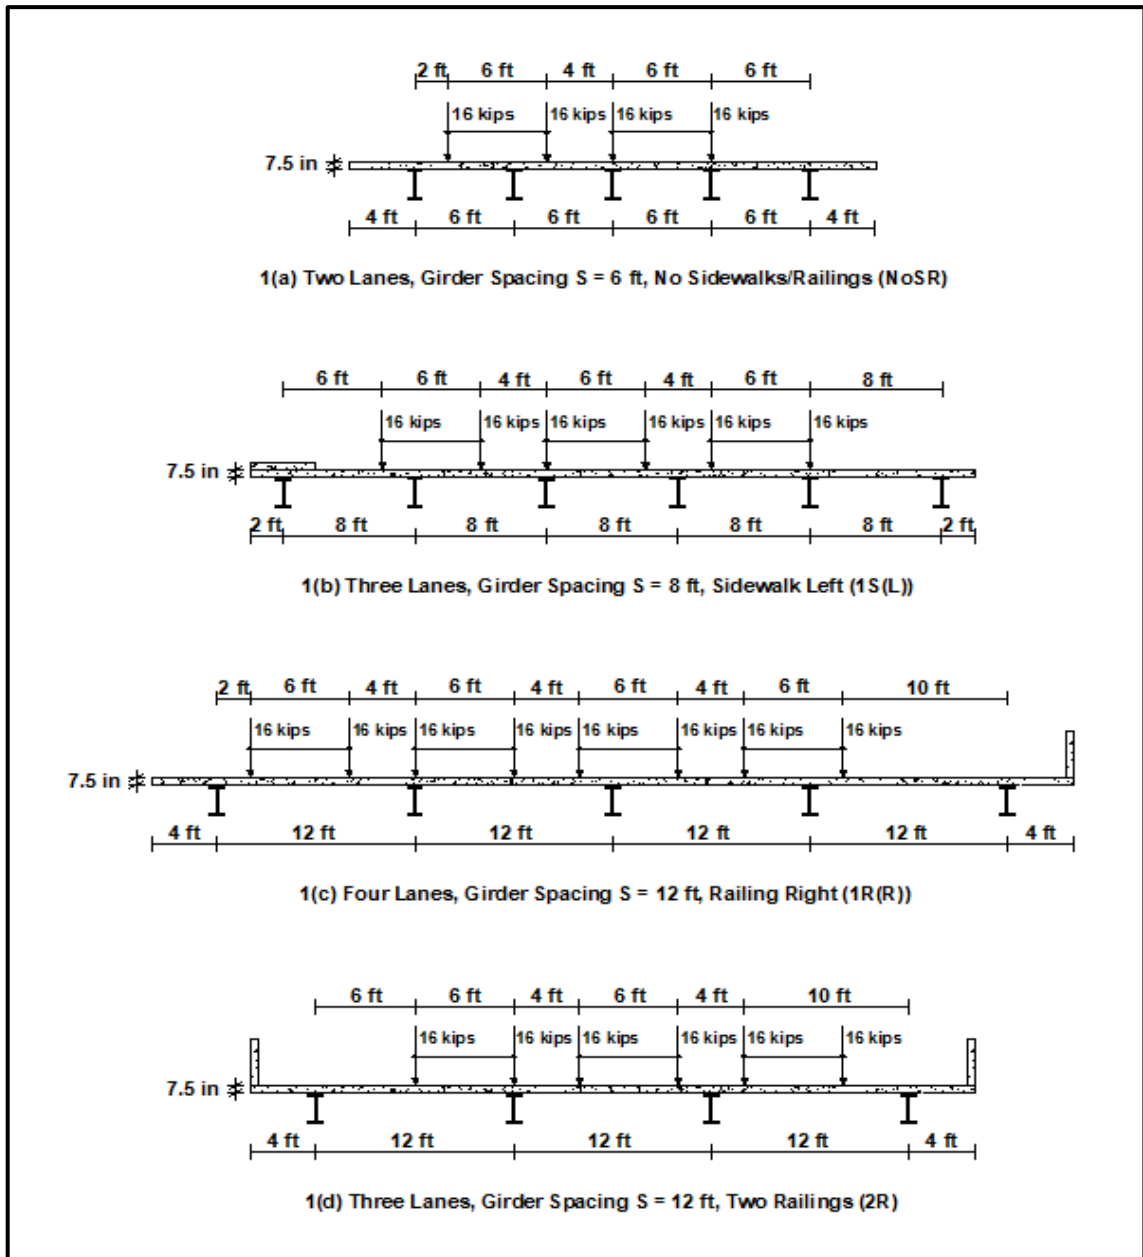 2 ft 6 ft 4 ft 6 ft 6 ft
16 kips 16 kips 16 kips 16 kips
7.5 in
4 ft 6 ft 6 ft 6 ft 6 ft 4 ft
1(a) Two Lanes, Girder Spacing S = 6 ft, No Sidewalks/Railings (NoSR)
6 ft 6 ft 4 ft 6 ft 4 ft 6 ft 8 ft
16 kips 16 kips 16 kips 16 kips 16 kips 16 kips
7.5 in
2 ft 8 ft 8 ft 8 ft 8 ft 8 ft 2 ft
1(b) Three Lanes, Girder Spacing S = 8 ft, Sidewalk Left (1S(L))
2 ft 6 ft 4 ft 6 ft 4 ft 6 ft 4 ft 6 ft 10 ft
16 kips 16 kips 16 kips 16 kips 16 kips 16 kips 16 kips 16 kips
7.5 in
4 ft 12 ft 12 ft 12 ft 12 ft 4 ft
1(c) Four Lanes, Girder Spacing S = 12 ft, Railing Right (1R(R))
6 ft 6 ft 4 ft 6 ft 4 ft 10 ft
16 kips 16 kips 16 kips 16 kips 16 kips 16 kips
7.5 in
4 ft 12 ft 12 ft 12 ft 4 ft
1(d) Three Lanes, Girder Spacing S = 12 ft, Two Railings (2R)